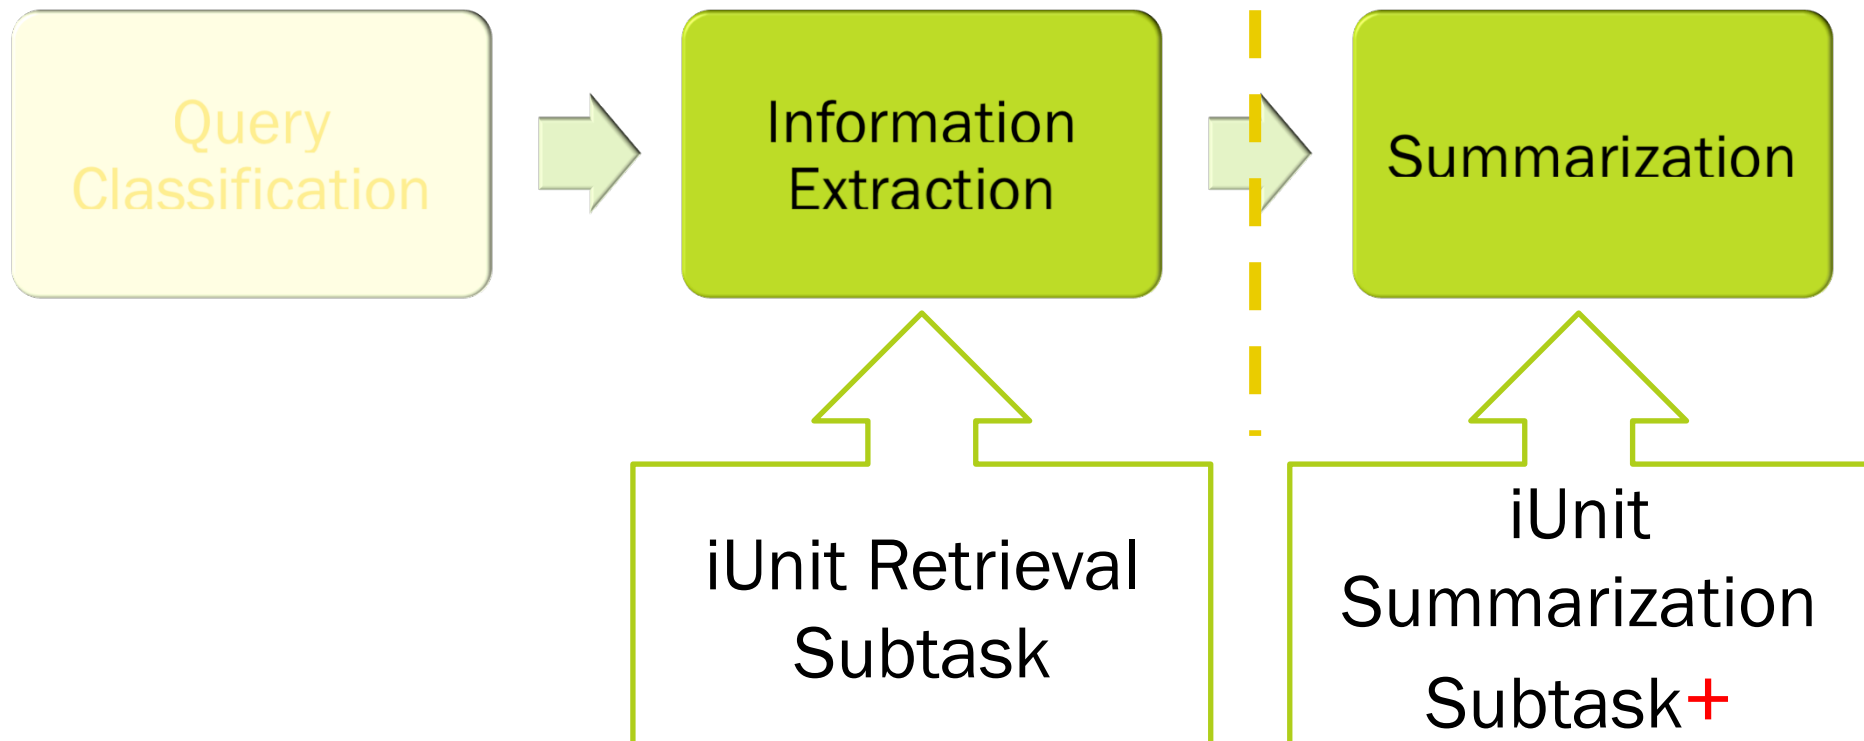 Query
Classification
Information
Extraction
Summarization
iUnit Retrieval
Subtask
iUnit
Summarization
Subtask+